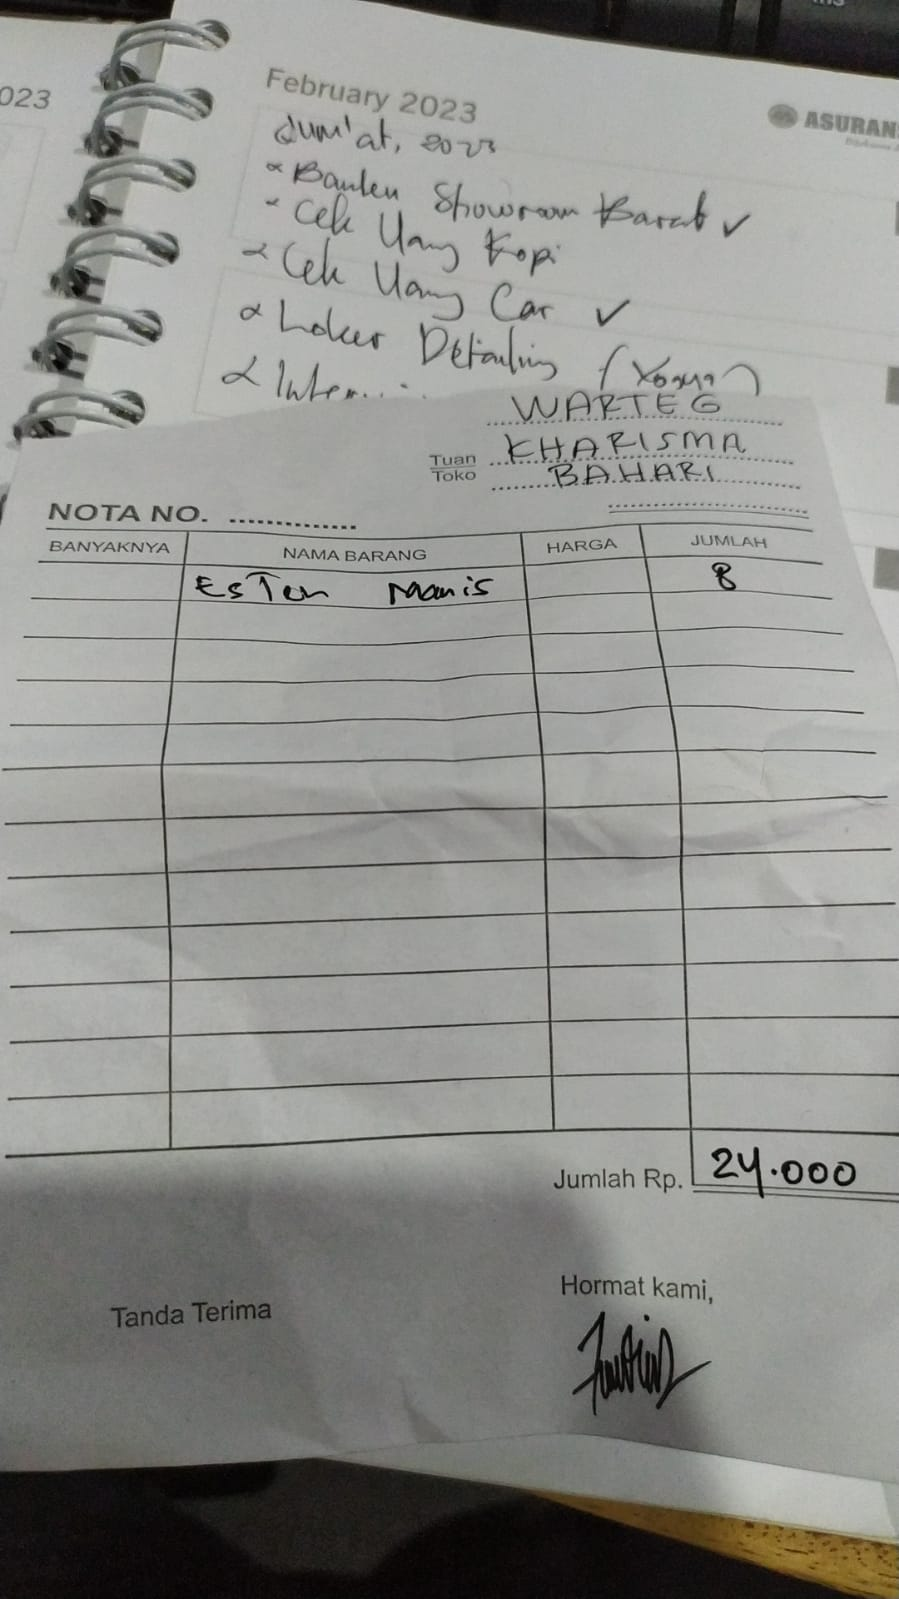 023
February 2023
ASURAN
Jum'at, 2023
Showroom Barat ✓
- Cek Uang Kopi
Cek Uang Car ✓
Loker Detailing
WARTEG
Tuan KHARISMA
Toko BAHARI
NOTA NO. ...............
BANYAKNYA NAMA BARANG HARGA JUMLAH
Es Teh Manis 8
Jumlah Rp. 24.000
Hormat kami,
Tanda Terima